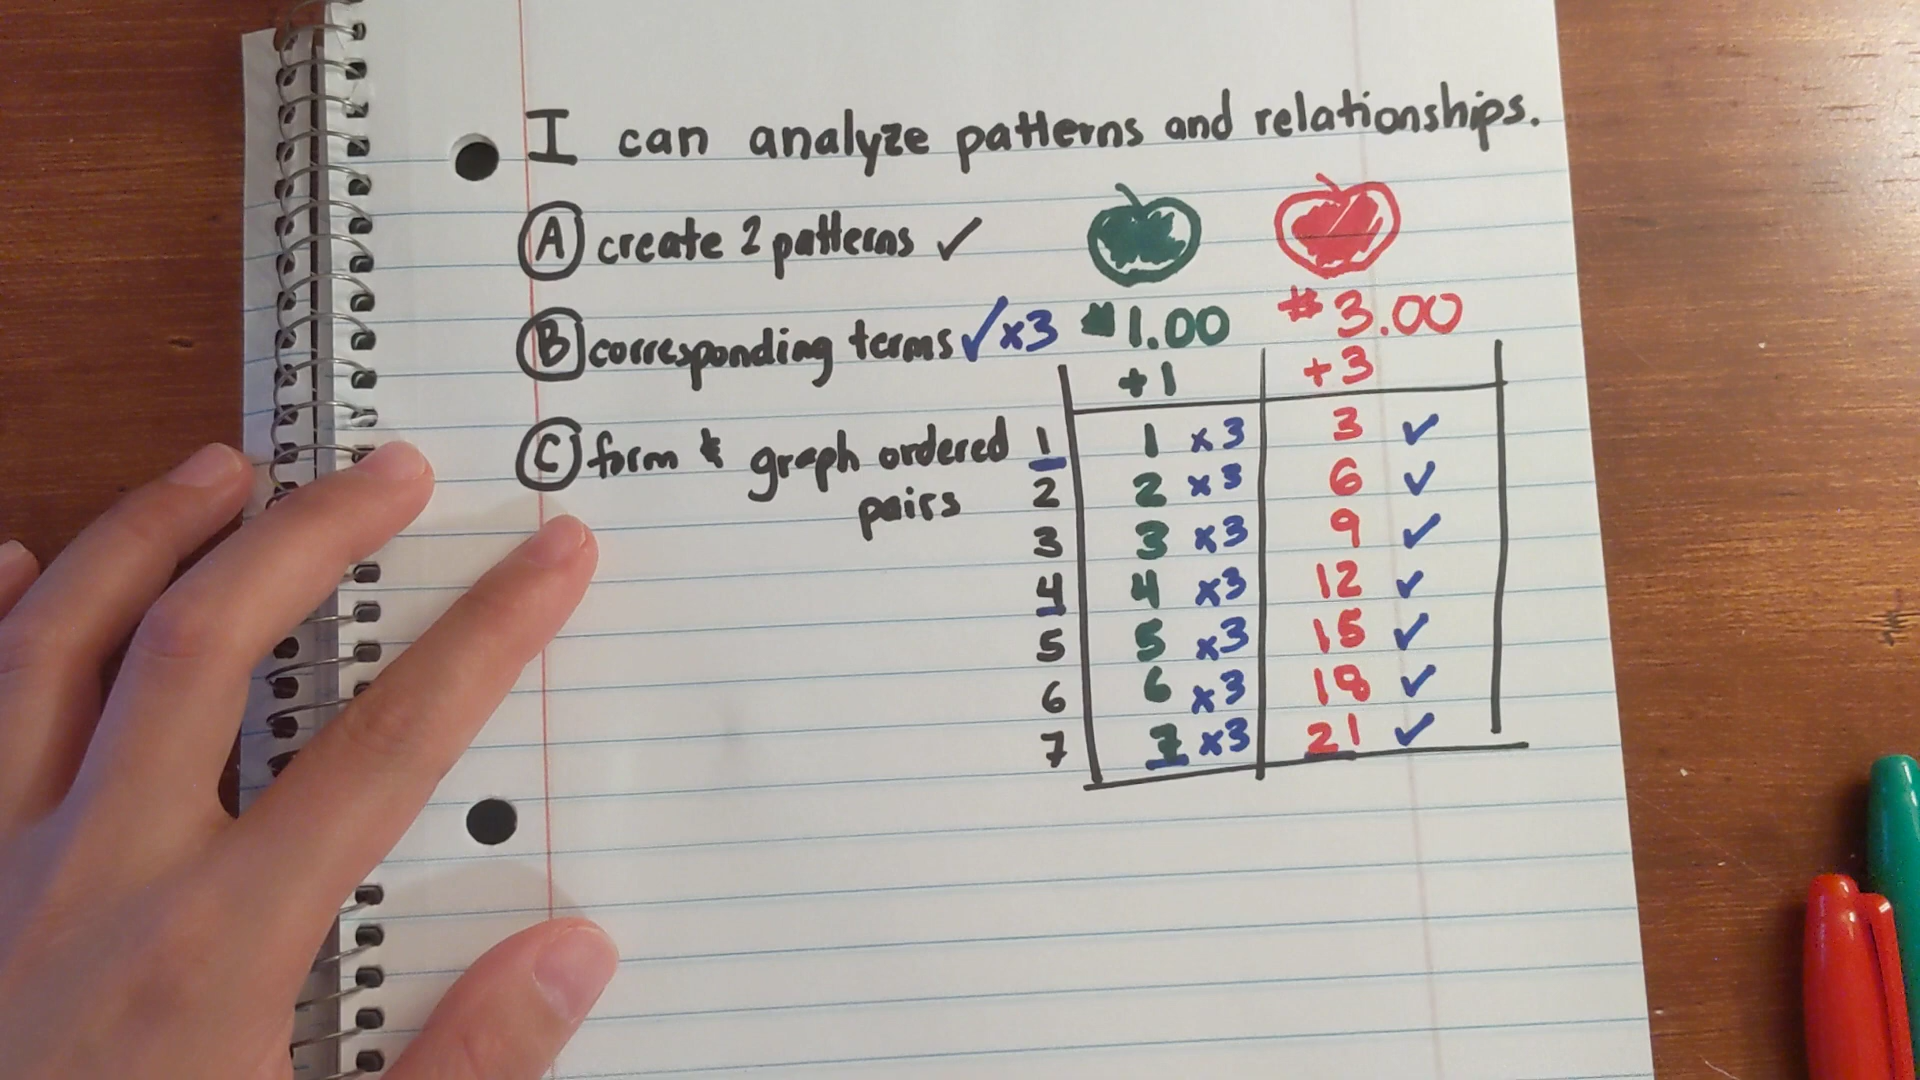 I can analyze patterns and relationships.
A create 2 patterns ✓
B corresponding terms ✓ x3
$1.00 $3.00
+1 +3
C form & graph ordered
pairs
1 1 x3 3 ✓
2 2 x3 6 ✓
3 3 x3 9 ✓
4 4 x3 12 ✓
5 5 x3 15 ✓
6 6 x3 18 ✓
7 7 x3 21 ✓